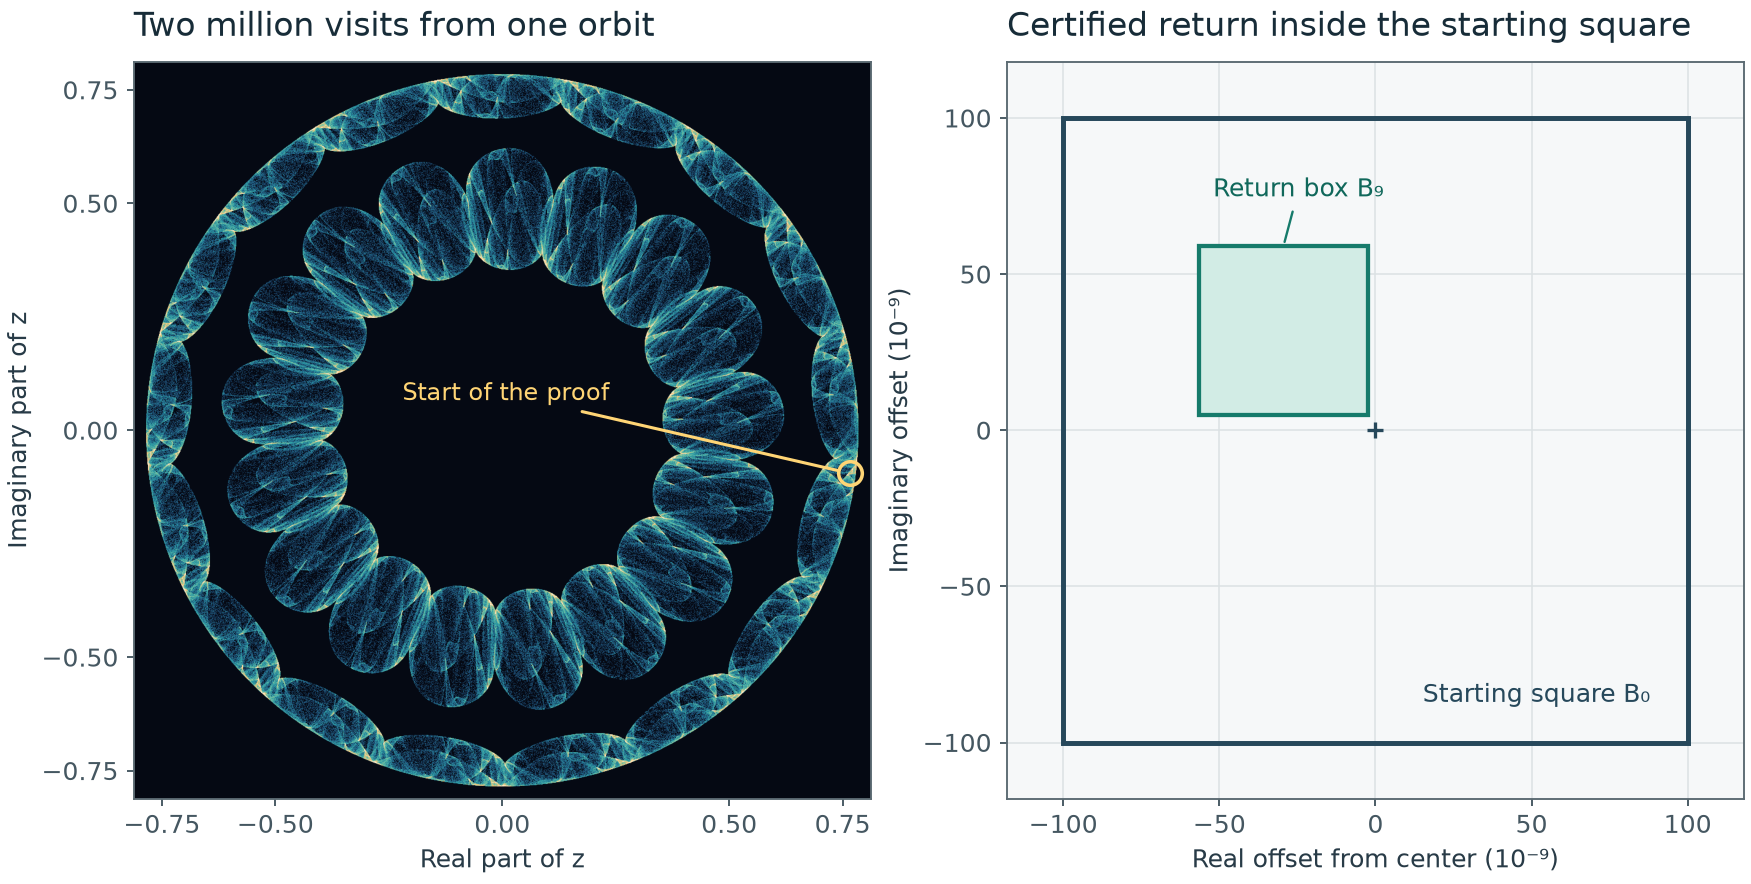 Two million visits from one orbit
0.75
0.50
0.00
−0.50
−0.75
Imaginary part of z
Start of the proof
−0.75
−0.50
0.00
0.50
0.75
Real part of z
Certified return inside the starting square
100
50
0
−50
−100
Imaginary offset (10⁻⁹)
Return box B₉
Starting square B₀
−100
−50
0
50
100
Real offset from center (10⁻⁹)